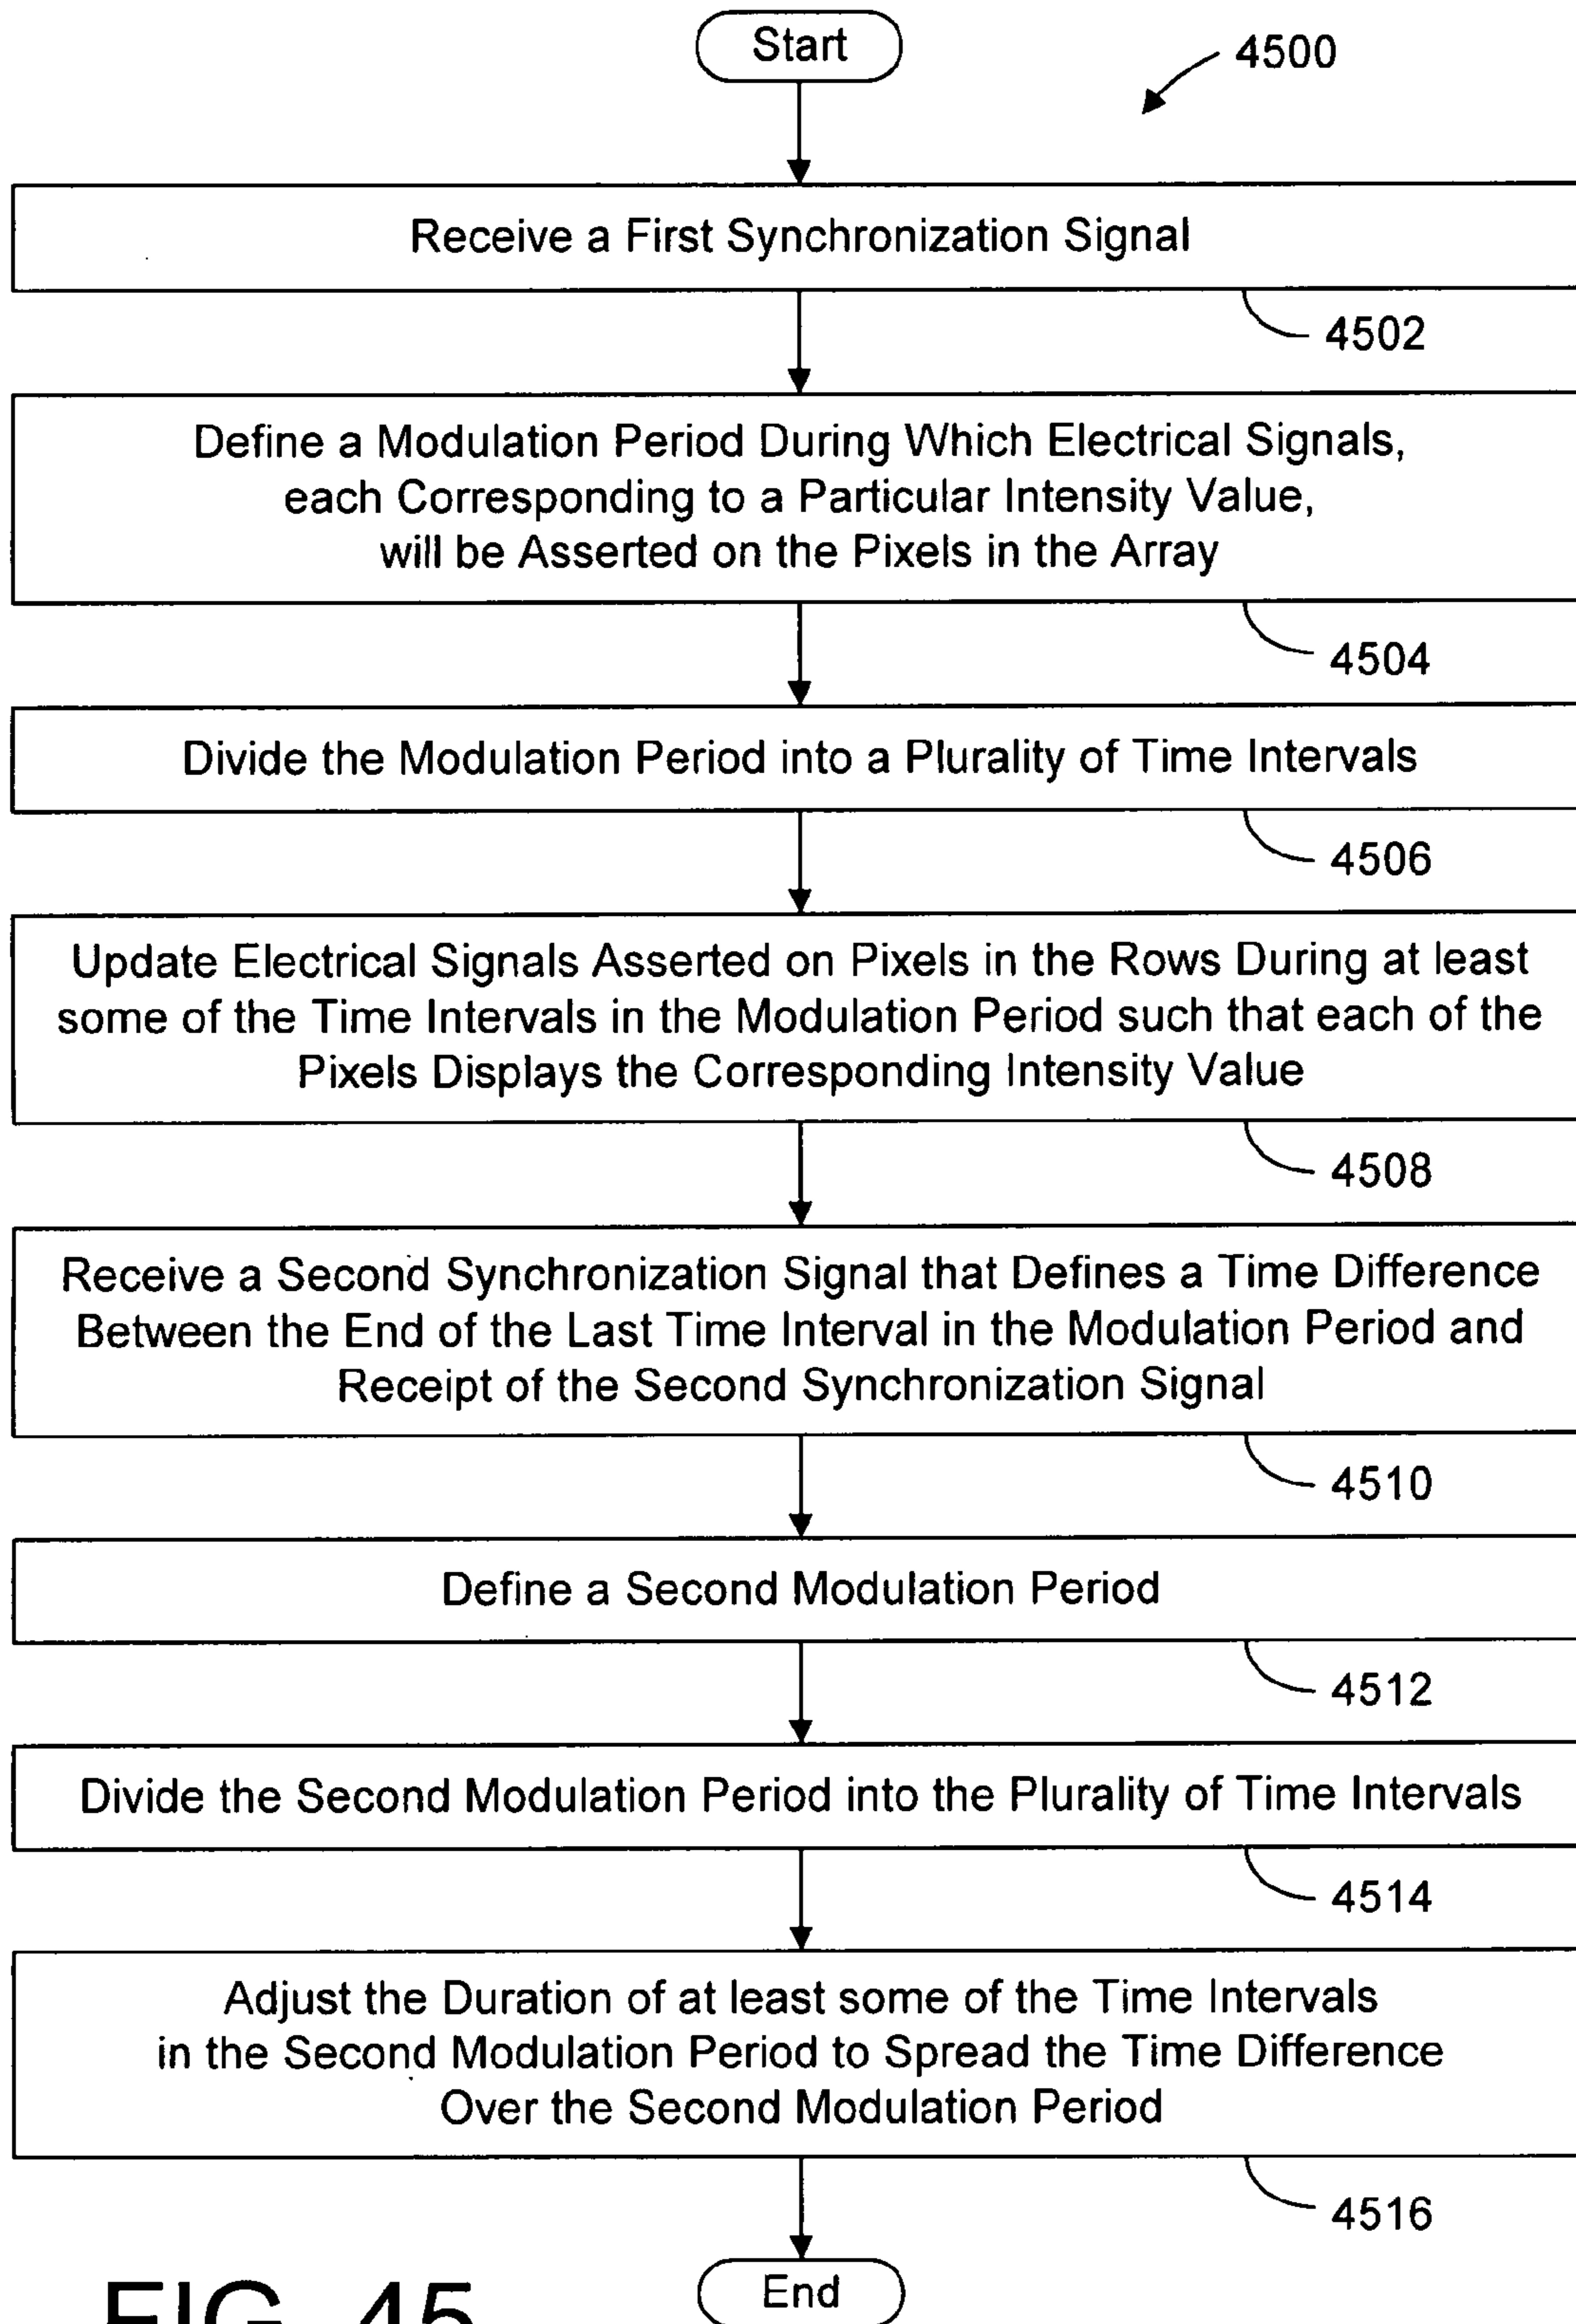 Start
4500
Receive a First Synchronization Signal
4502
Define a Modulation Period During Which Electrical Signals,
each Corresponding to a Particular Intensity Value,
will be Asserted on the Pixels in the Array
4504
Divide the Modulation Period into a Plurality of Time Intervals
4506
Update Electrical Signals Asserted on Pixels in the Rows During at least
some of the Time Intervals in the Modulation Period such that each of the
Pixels Displays the Corresponding Intensity Value
4508
Receive a Second Synchronization Signal that Defines a Time Difference
Between the End of the Last Time Interval in the Modulation Period and
Receipt of the Second Synchronization Signal
4510
Define a Second Modulation Period
4512
Divide the Second Modulation Period into the Plurality of Time Intervals
4514
Adjust the Duration of at least some of the Time Intervals
in the Second Modulation Period to Spread the Time Difference
Over the Second Modulation Period
4516
End
FIG. 45